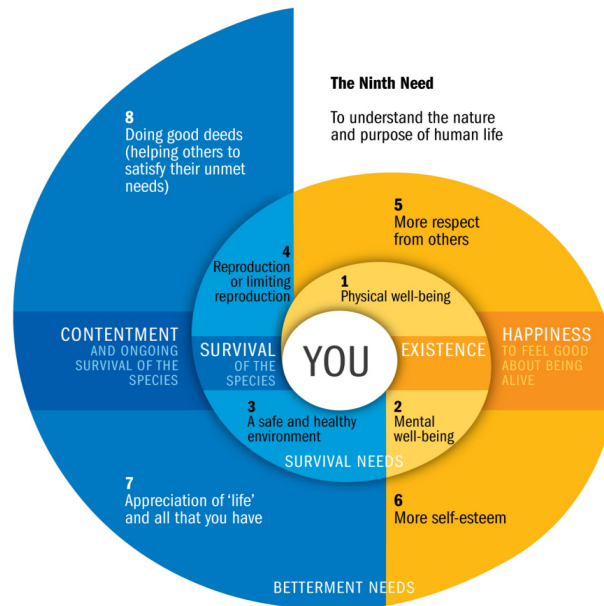 The Ninth Need
To understand the nature
and purpose of human life
8
Doing good deeds
(helping others to
satisfy their unmet
needs)
5
More respect
from others
4
Reproduction
or limiting
reproduction
1
Physical well-being
CONTENTMENT
AND ONGOING
SURVIVAL OF THE
SPECIES
SURVIVAL
OF THE
SPECIES
YOU
EXISTENCE
HAPPINESS
TO FEEL GOOD
ABOUT BEING
ALIVE
3
A safe and healthy
environment
2
Mental
well-being
SURVIVAL NEEDS
7
Appreciation of ‘life’
and all that you have
6
More self-esteem
BETTERMENT NEEDS